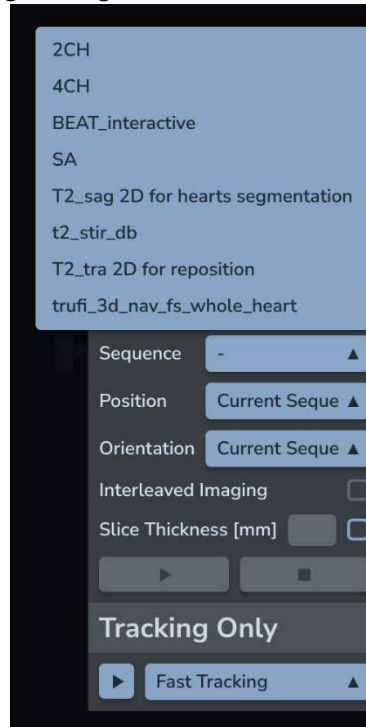 2CH
4CH
BEAT_interactive
SA
T2_sag 2D for hearts segmentation
t2_stir_db
T2_tra 2D for reposition
trufi_3d_nav_fs_whole_heart
Sequence -
Position Current Seque
Orientation Current Seque
Interleaved Imaging
Slice Thickness [mm]
Tracking Only
Fast Tracking